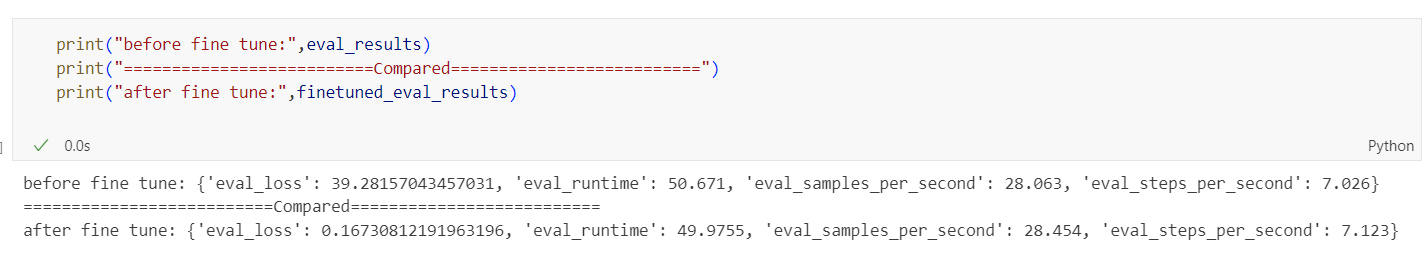 print("before fine tune:",eval_results)
print("==========================Compared==========================")
print("after fine tune:",finetuned_eval_results)
] ✓ 0.0s Python
before fine tune: {'eval_loss': 39.28157043457031, 'eval_runtime': 50.671, 'eval_samples_per_second': 28.063, 'eval_steps_per_second': 7.026}
==========================Compared==========================
after fine tune: {'eval_loss': 0.16730812191963196, 'eval_runtime': 49.9755, 'eval_samples_per_second': 28.454, 'eval_steps_per_second': 7.123}